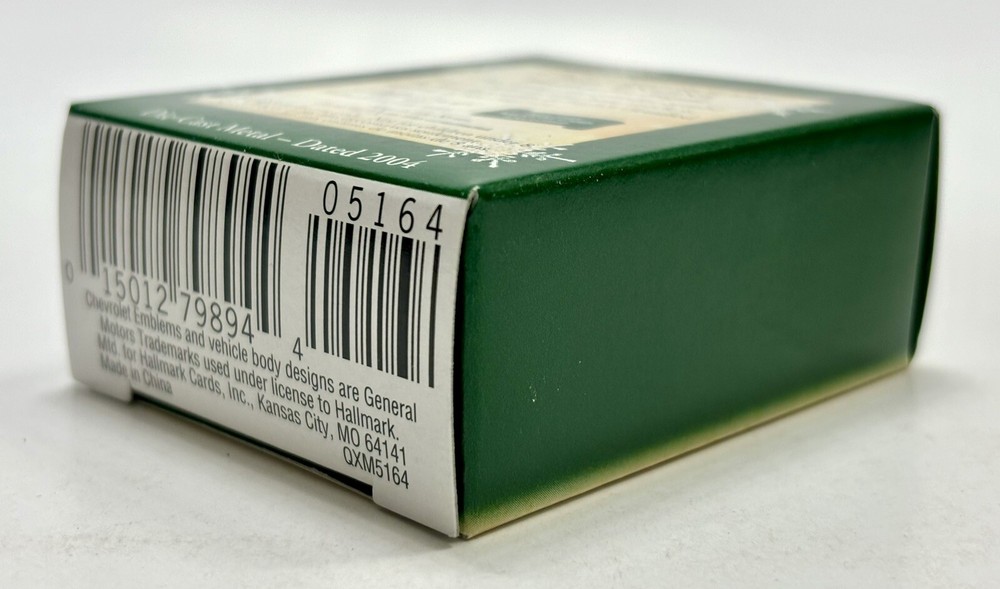 Die-Cast Metal – Dated 2004
05164
0 15012 79894 4
Chevrolet Emblems and vehicle body designs are General
Motors Trademarks used under license to Hallmark.
Mfd. for Hallmark Cards, Inc., Kansas City, MO 64141
Made in China
QXM5164